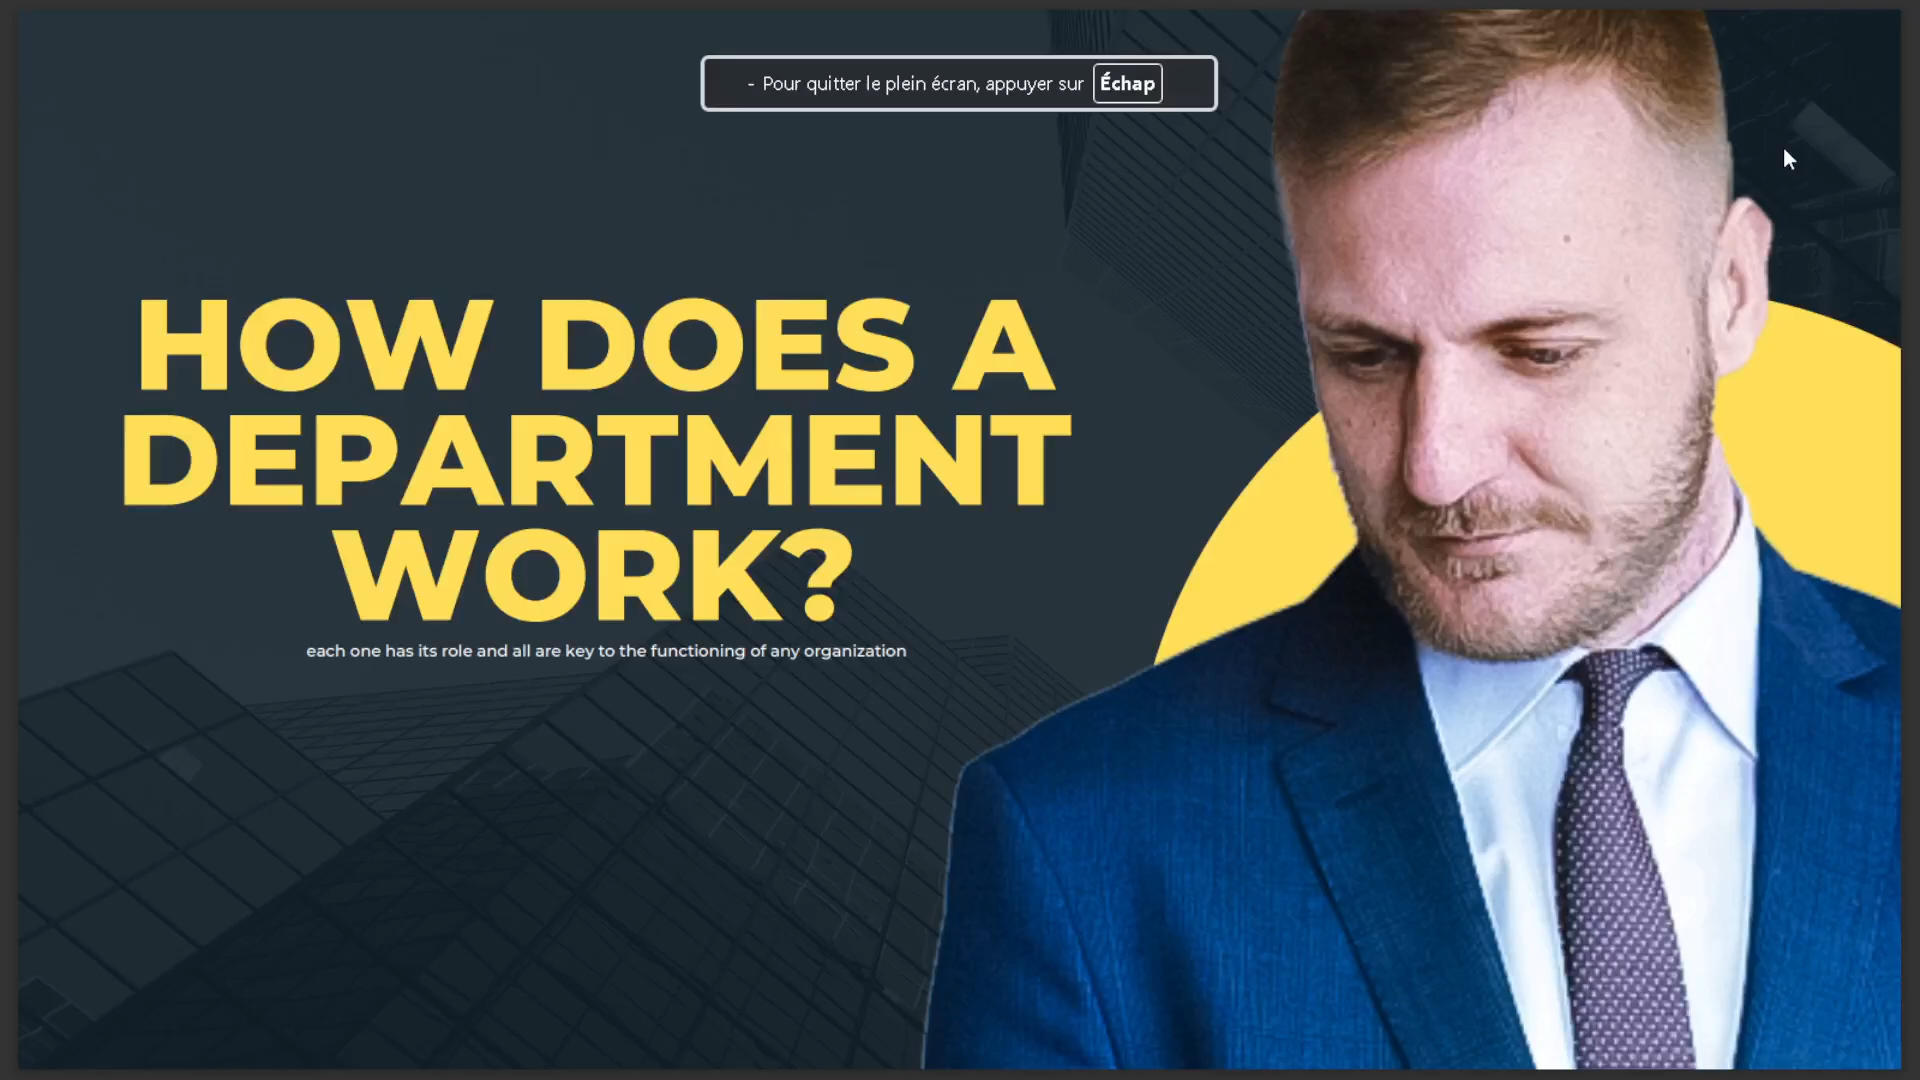 - Pour quitter le plein écran, appuyer sur Échap
HOW DOES A
DEPARTMENT
WORK?
each one has its role and all are key to the functioning of any organization